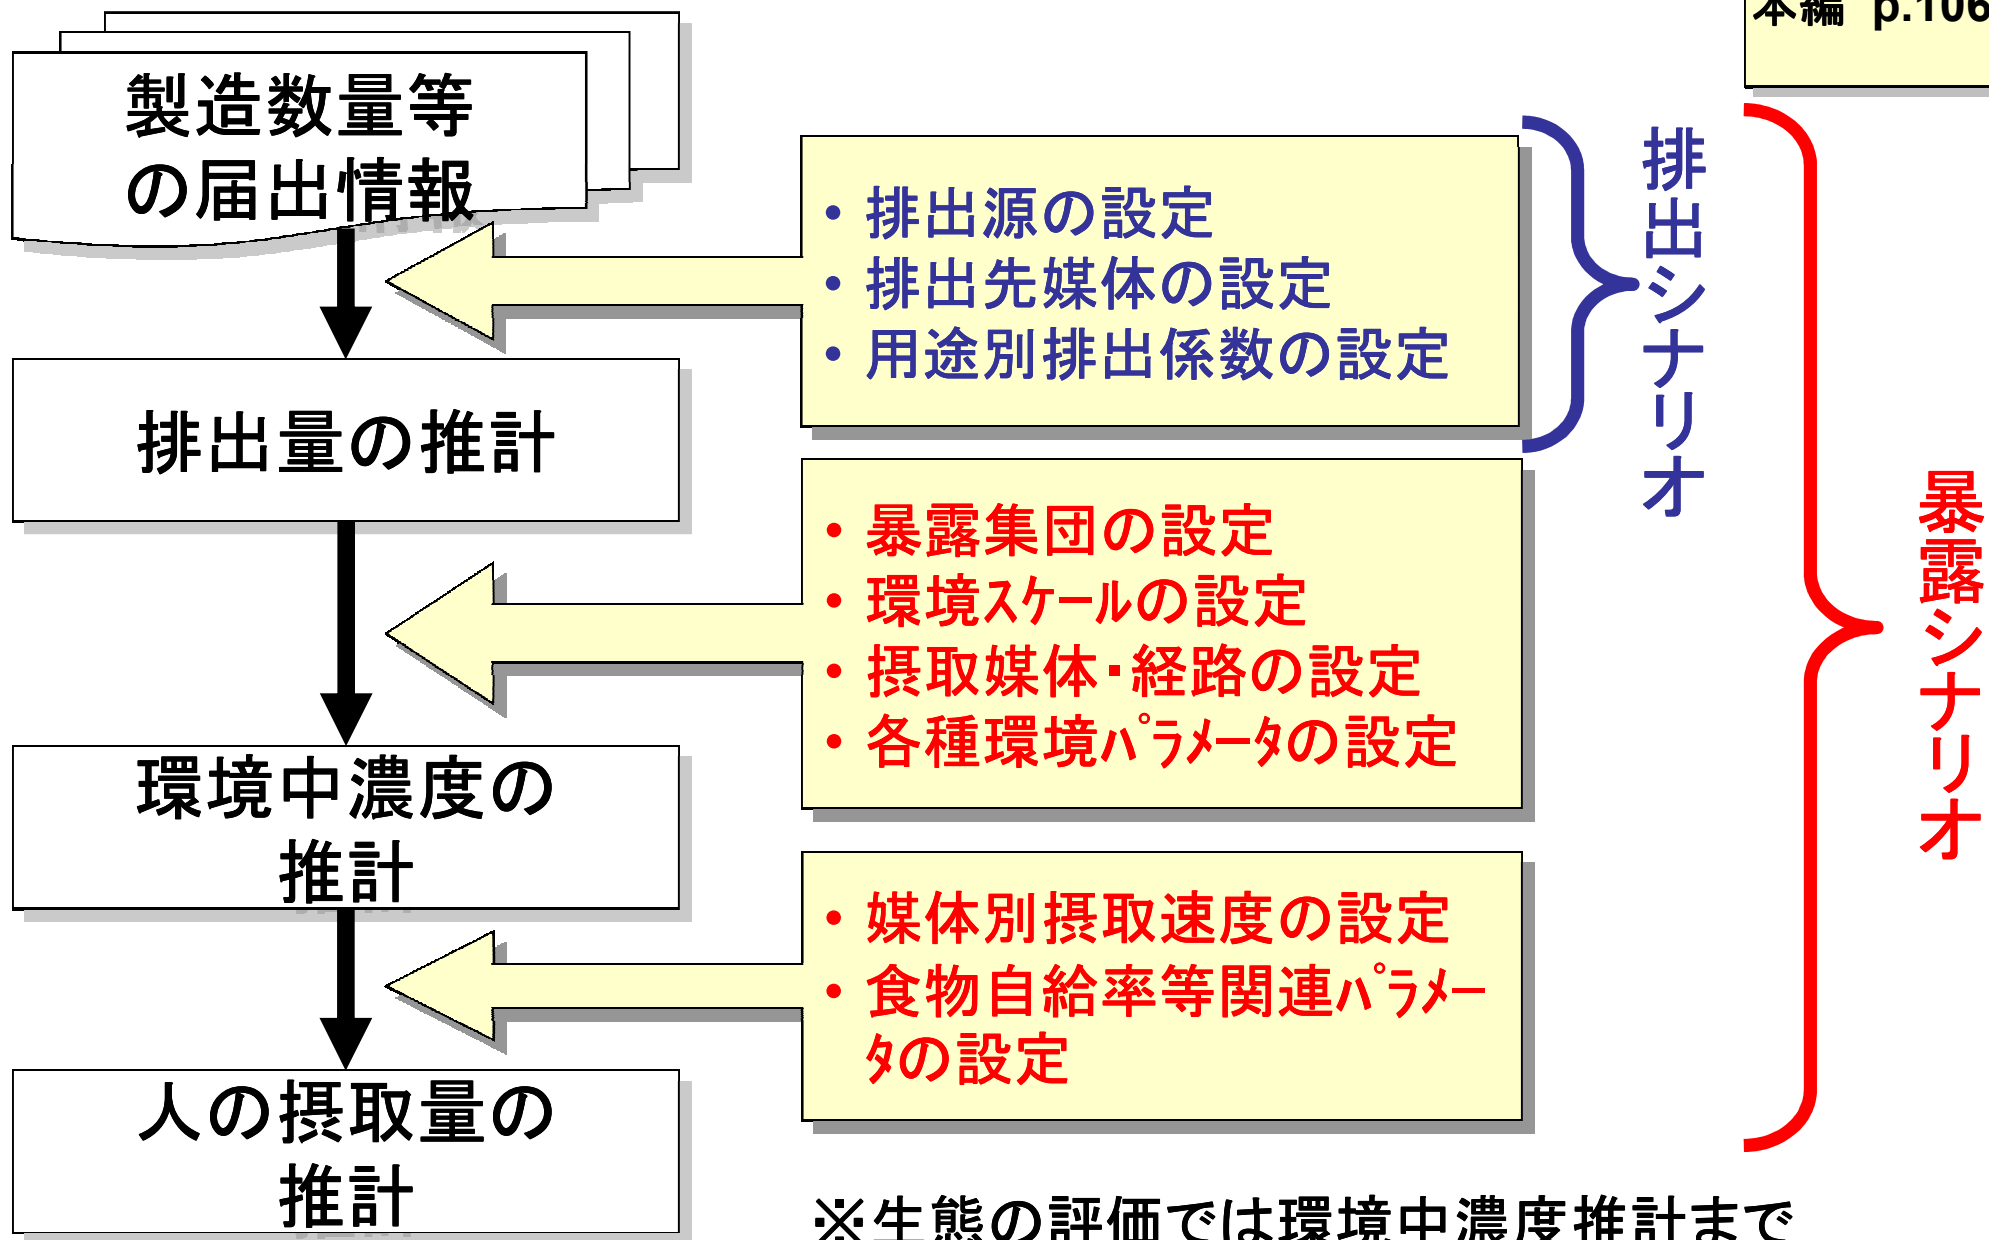 本編 p.106
製造数量等
の届出情報
排出量の推計
環境中濃度の
推計
人の摂取量の
推計
• 排出源の設定
• 排出先媒体の設定
• 用途別排出係数の設定
• 暴露集団の設定
• 環境ｽｹｰﾙの設定
• 摂取媒体・経路の設定
• 各種環境ﾊﾟﾗﾒｰﾀの設定
• 媒体別摂取速度の設定
• 食物自給率等関連ﾊﾟﾗﾒｰ
ﾀの設定
排出シナリオ
暴露シナリオ
※生態の評価では環境中濃度推計まで